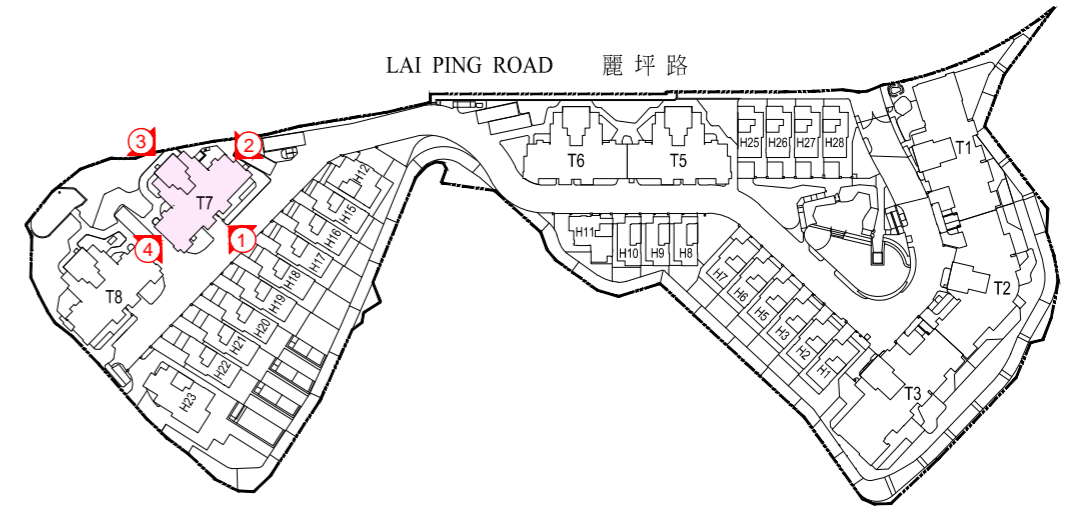 LAI PING ROAD 麗坪路
3
2
T7
4
1
T8
H12
H15
H16
H17
H18
H19
H20
H21
H22
H23
T6
T5
H25
H26
H27
H28
T1
H11
H10
H9
H8
H7
H6
H5
H3
H2
H1
T2
T3